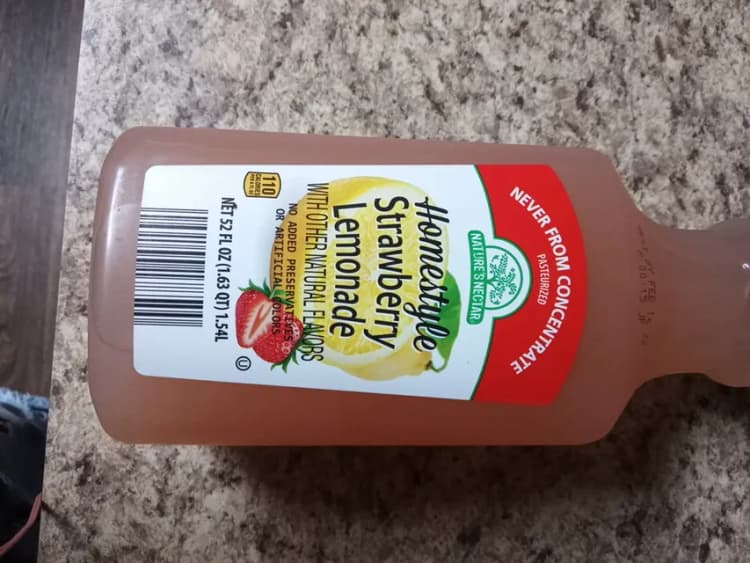 NEVER FROM CONCENTRATE
PASTEURIZED
NATURE'S NECTAR
Homestyle
Strawberry
Lemonade
WITH OTHER NATURAL FLAVORS
NO ADDED PRESERVATIVES
OR ARTIFICIAL COLORS
110
CALORIES
NET 52 FL OZ (1.63 QT) 1.54L
U